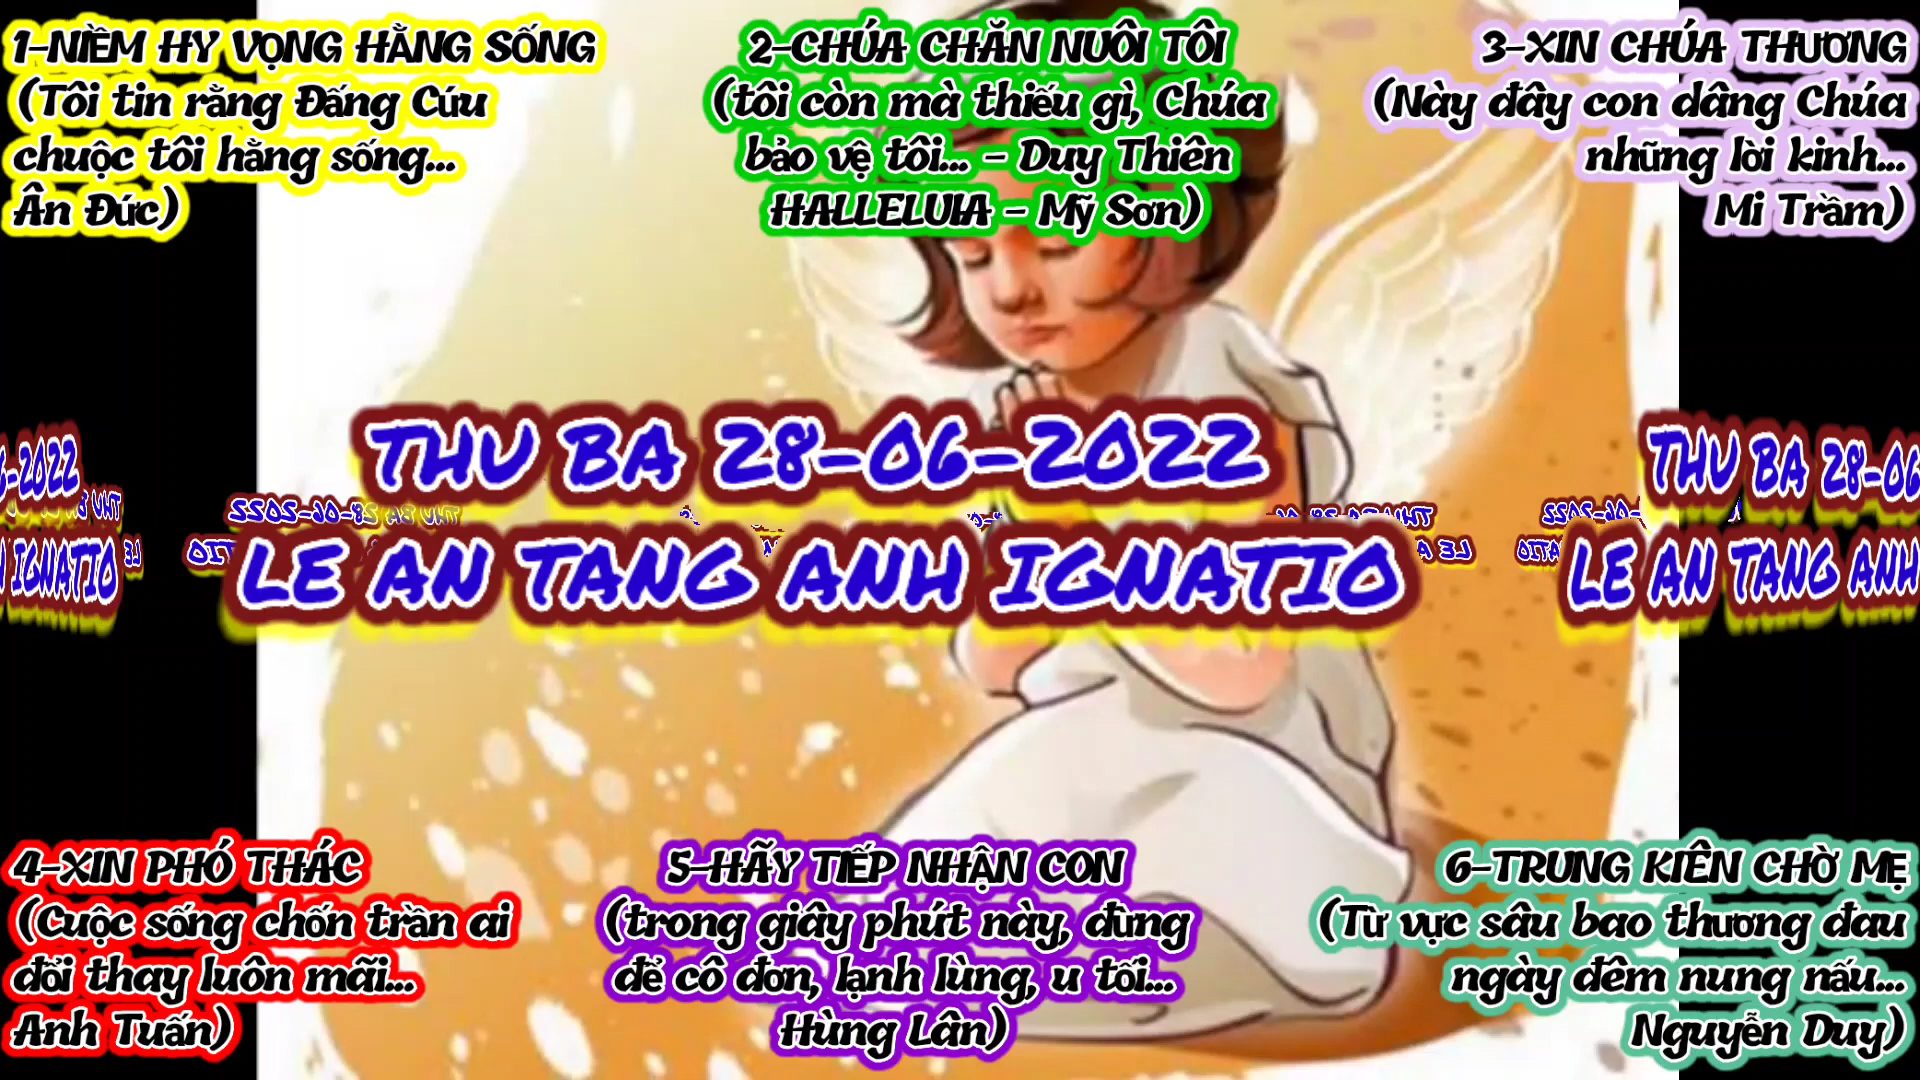 1-NIỀM HY VỌNG HẰNG SỐNG
(Tôi tin rằng Đấng Cứu
chuộc tôi hằng sống...
Ân Đức)
2-CHÚA CHĂN NUÔI TÔI
(tôi còn mà thiếu gì, Chúa
bảo vệ tôi... - Duy Thiên
HALLELUIA - Mỹ Sơn)
3-XIN CHÚA THƯƠNG
(Này đây con dâng Chúa
những lời kinh...
Mi Trầm)
THU BA 28-06-2022
LE AN TANG ANH IGNATIO
6-2022
IGNATIO
THU BA 28-06
LE AN TANG ANH
4-XIN PHÓ THÁC
(Cuộc sống chốn trần ai
đổi thay luôn mãi...
Anh Tuấn)
5-HÃY TIẾP NHẬN CON
(trong giây phút này, đừng
để cô đơn, lạnh lùng, u tối...
Hùng Lân)
6-TRUNG KIÊN CHỜ MẸ
(Từ vực sâu bao thương đau
ngày đêm nung nấu...
Nguyễn Duy)